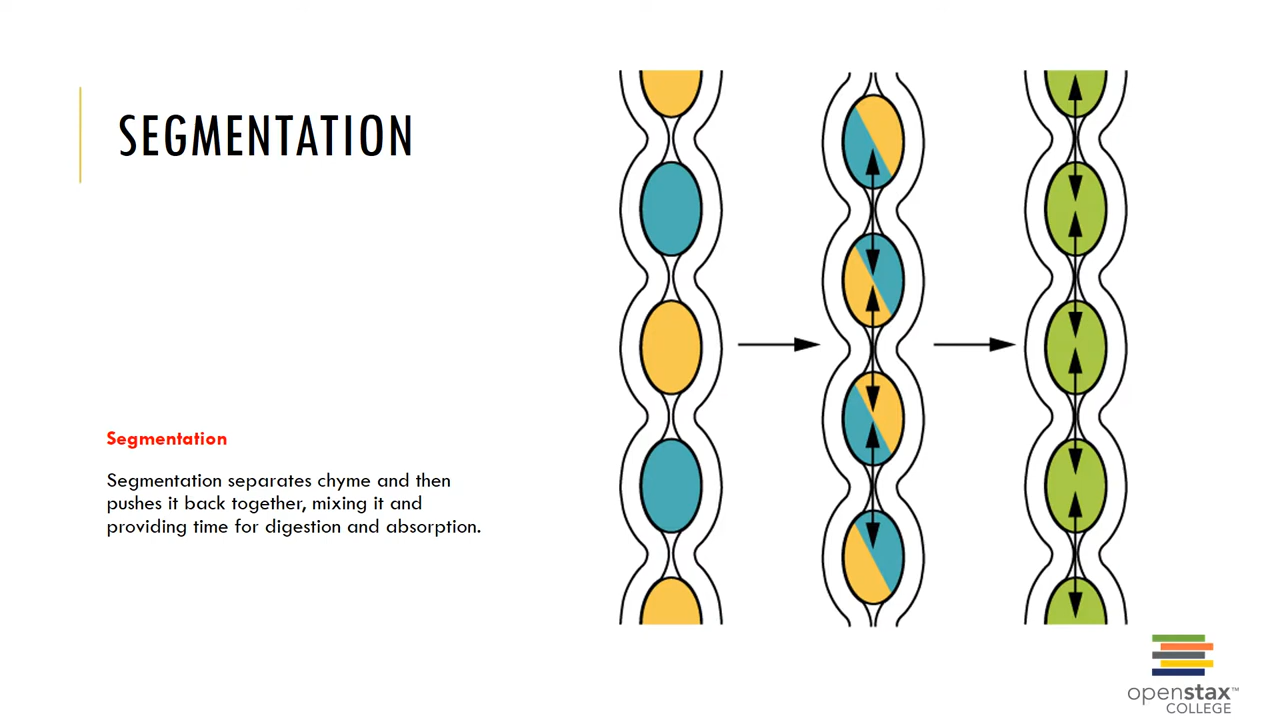 SEGMENTATION
Segmentation
Segmentation separates chyme and then
pushes it back together, mixing it and
providing time for digestion and absorption.
openstax™
COLLEGE